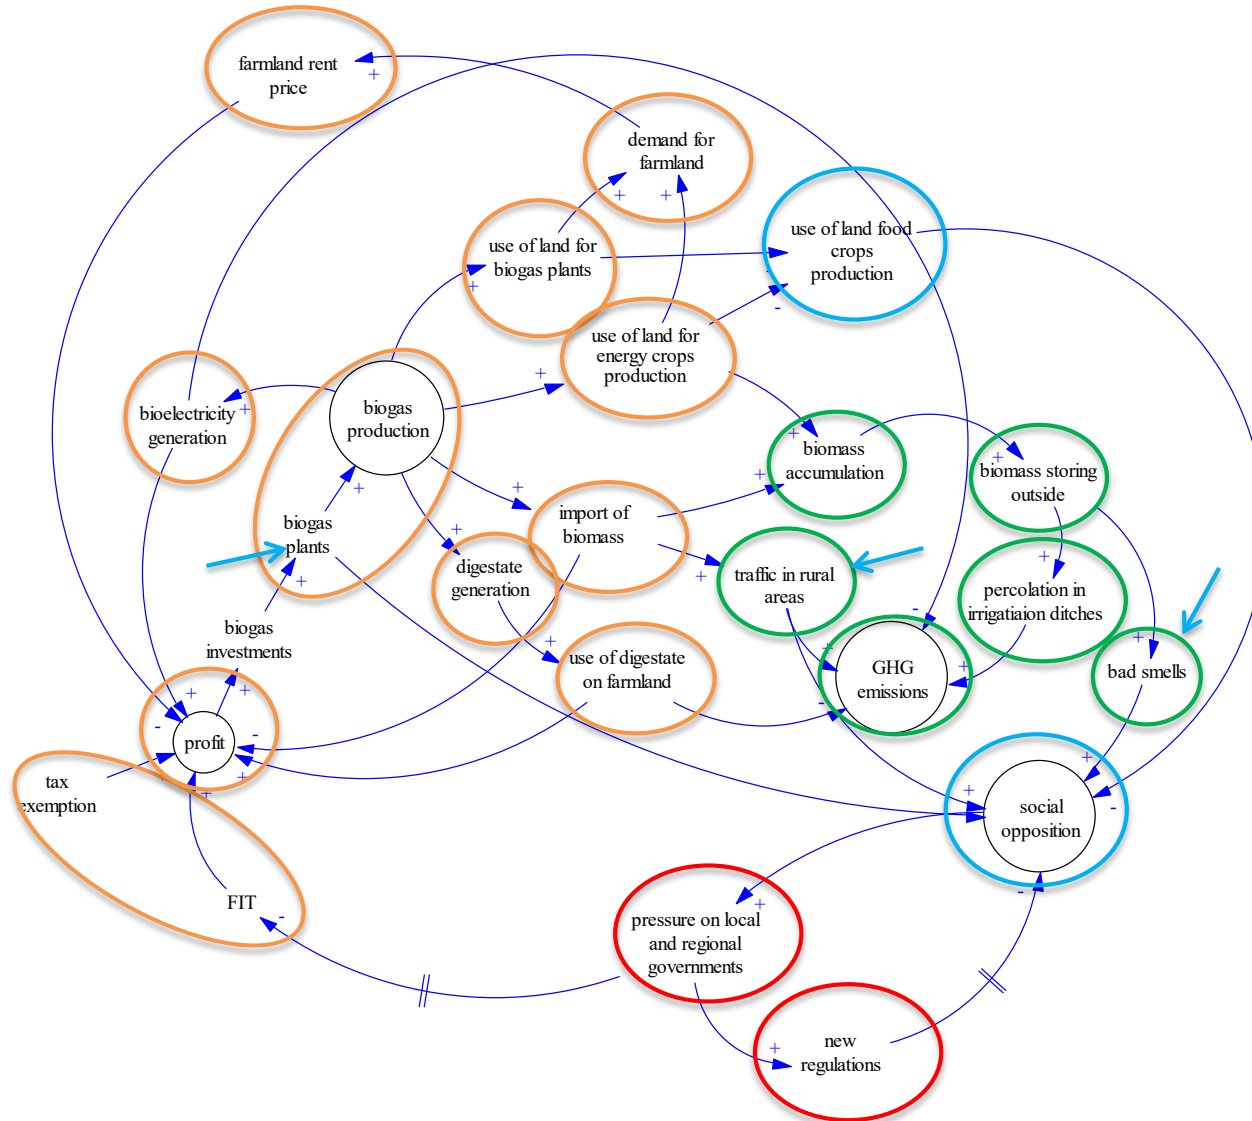 farmland rent
price
+
demand for
farmland
+
+
use of land food
crops
production
use of land for
biogas plants
+
-
-
use of land for
energy crops
production
+
bioelectricity
generation
+
biogas
production
+
biomass
accumulation
+
+
biomass storing
outside
+
import of
biomass
+
biogas
plants
+
digestate
generation
+
traffic in rural
areas
+
percolation in
irrigatiaion ditches
+
biogas
investments
+
use of digestate
on farmland
+
GHG
emissions
-
+
+
-
bad smells
+
profit
+
+
-
-
+
+
+
tax
exemption
FIT
-
social
opposition
+
+
-
-
pressure on local
and regional
governments
+
new
regulations
+